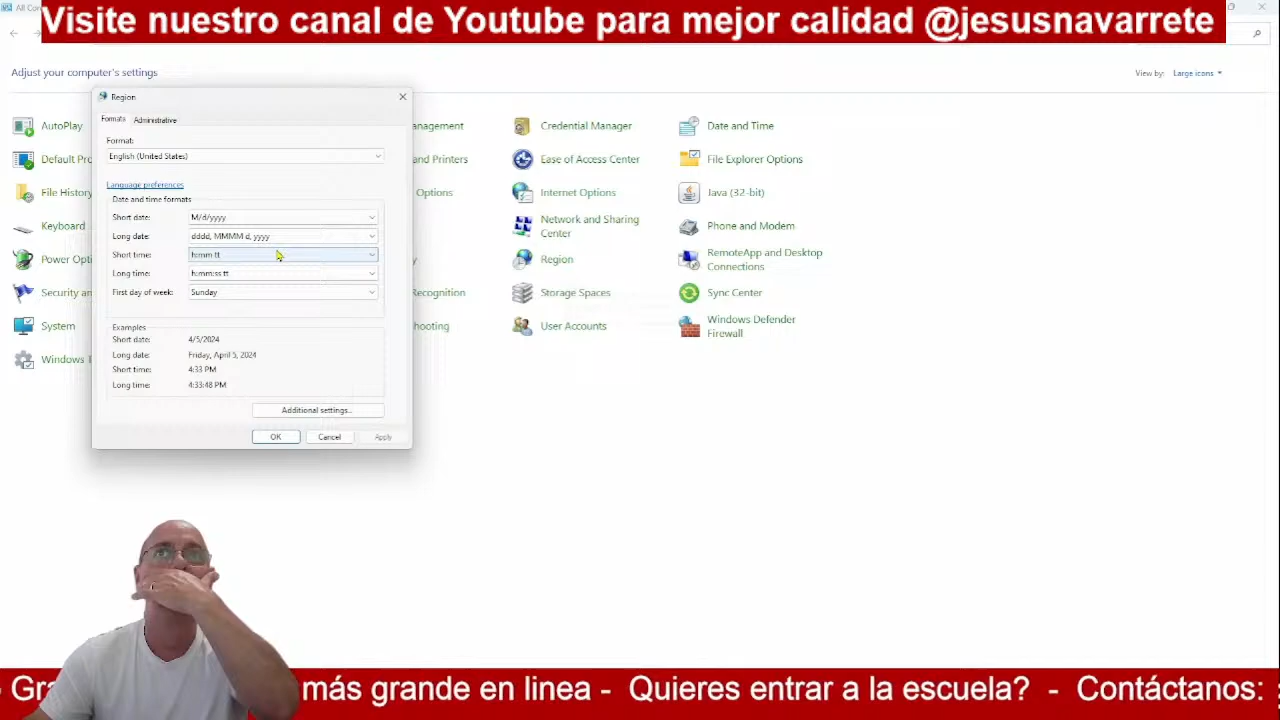 All Con
Visite nuestro canal de Youtube para mejor calidad @jesusnavarrete
Adjust your computer's settings
View by: Large icons
Region
Formats Administrative
Format:
English (United States)
Language preferences
Date and time formats
Short date: M/d/yyyy
Long date: dddd, MMMM d, yyyy
Short time: h:mm tt
Long time: h:mm:ss tt
First day of week: Sunday
Examples
Short date: 4/5/2024
Long date: Friday, April 5, 2024
Short time: 4:33 PM
Long time: 4:33:48 PM
Additional settings...
OK Cancel Apply
AutoPlay
Default Pro
File History
Keyboard
Power Opti
Security an
System
Windows
anagement
and Printers
Options
Recognition
hooting
Credential Manager
Ease of Access Center
Internet Options
Network and Sharing
Center
Region
Storage Spaces
User Accounts
Date and Time
File Explorer Options
Java (32-bit)
Phone and Modem
RemoteApp and Desktop
Connections
Sync Center
Windows Defender
Firewall
- Gra más grande en linea - Quieres entrar a la escuela? - Contáctanos: